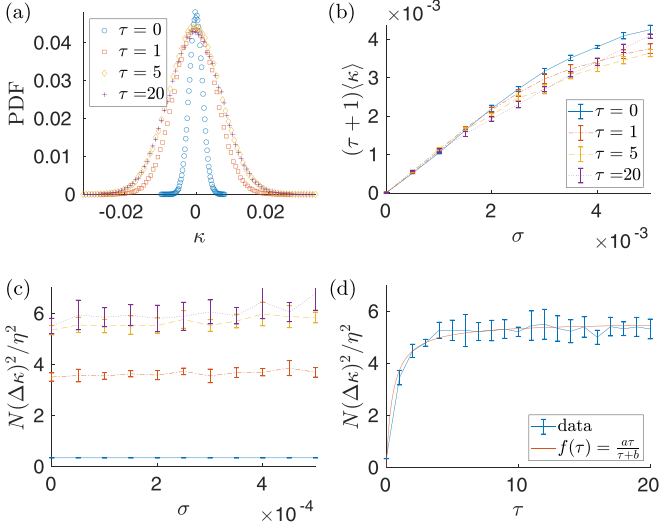 (a)
τ = 0
τ = 1
τ = 5
τ =20
PDF
0.04
0.03
0.02
0.01
0
-0.02
0
0.02
κ
(b)
×10⁻³
(τ + 1)⟨κ⟩
4
3
2
1
0
τ = 0
τ = 1
τ = 5
τ =20
0
2
4
σ
×10⁻³
(c)
N(Δκ)²/η²
6
4
2
0
0
2
4
σ
×10⁻⁴
(d)
N(Δκ)²/η²
6
4
2
0
data
f(τ) = aτ/(τ+b)
0
10
20
τ